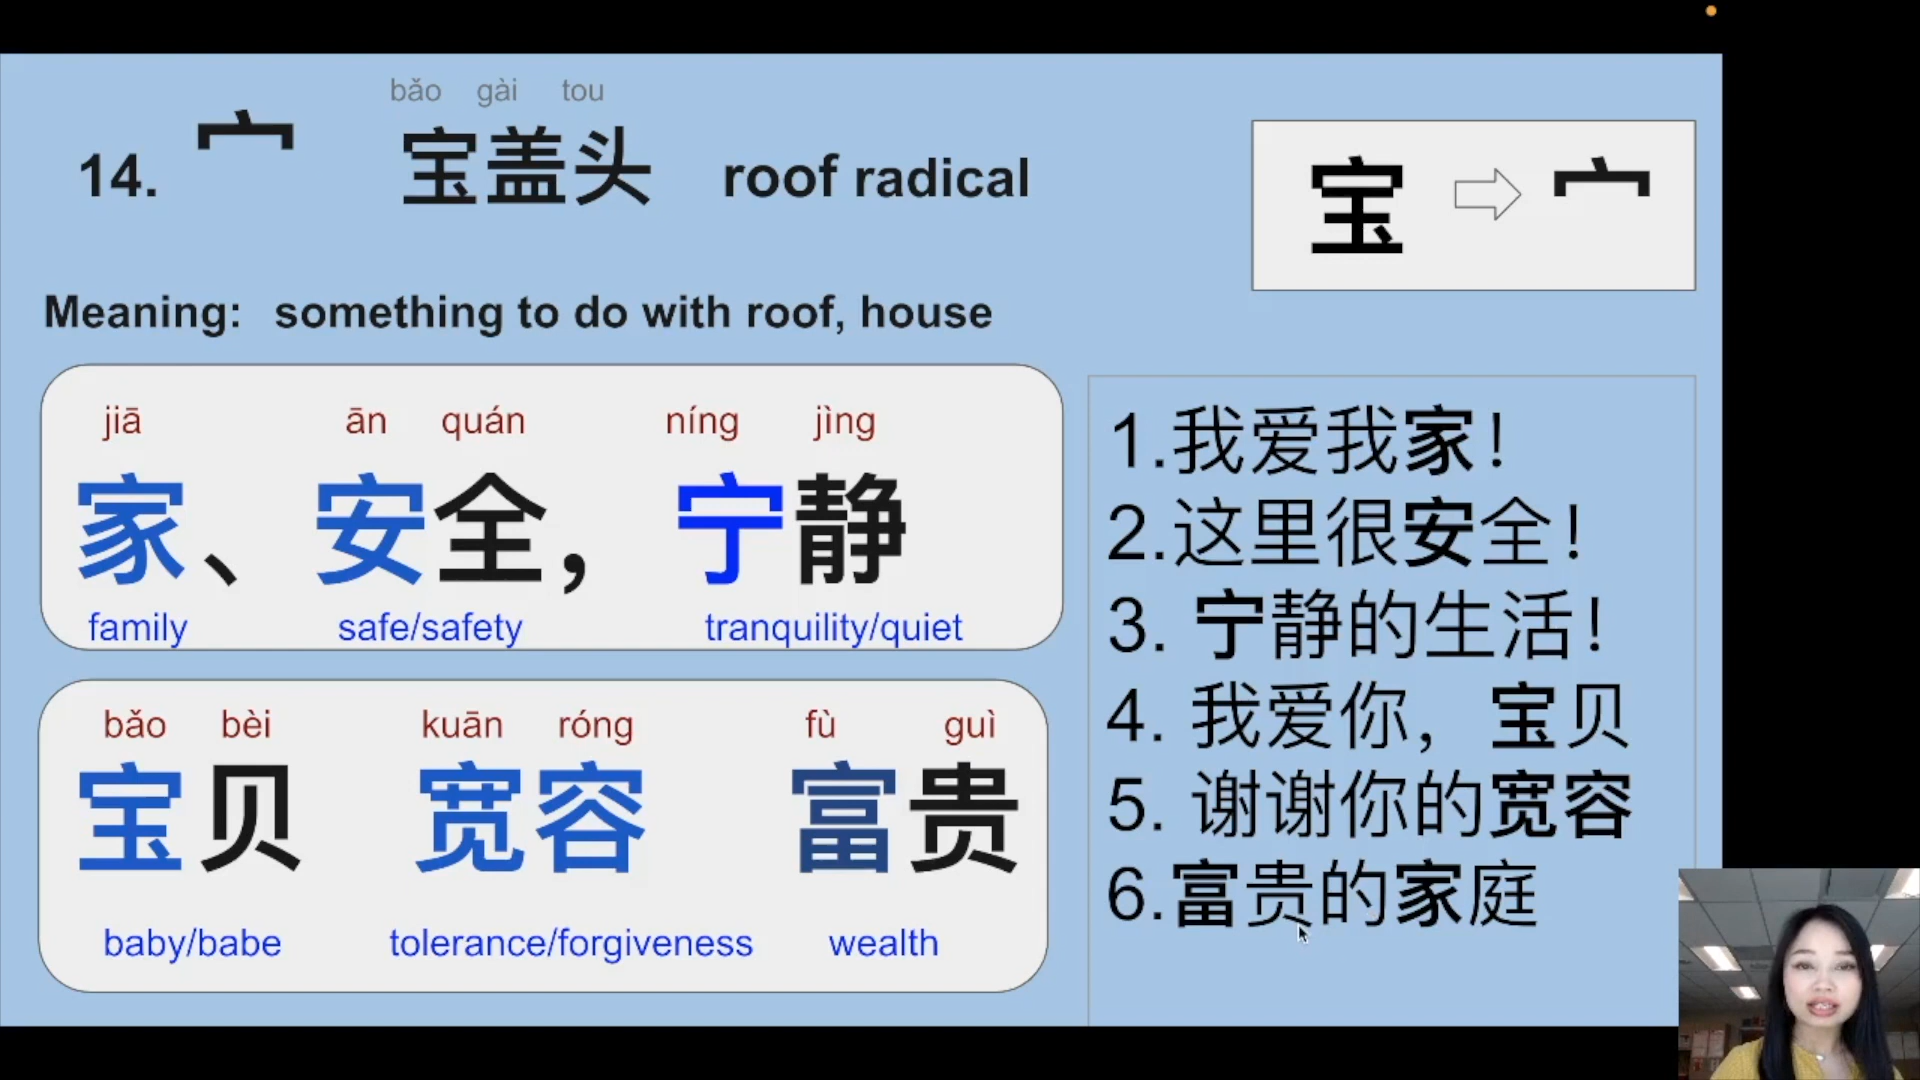 bǎo gài tou
14. 宀 宝盖头 roof radical
宝 ⇨ 宀
Meaning: something to do with roof, house
jiā ān quán níng jìng
家、安全，宁静
family safe/safety tranquility/quiet
bǎo bèi kuān róng fù guì
宝贝 宽容 富贵
baby/babe tolerance/forgiveness wealth
1.我爱我家！
2.这里很安全！
3. 宁静的生活！
4. 我爱你，宝贝
5. 谢谢你的宽容
6.富贵的家庭